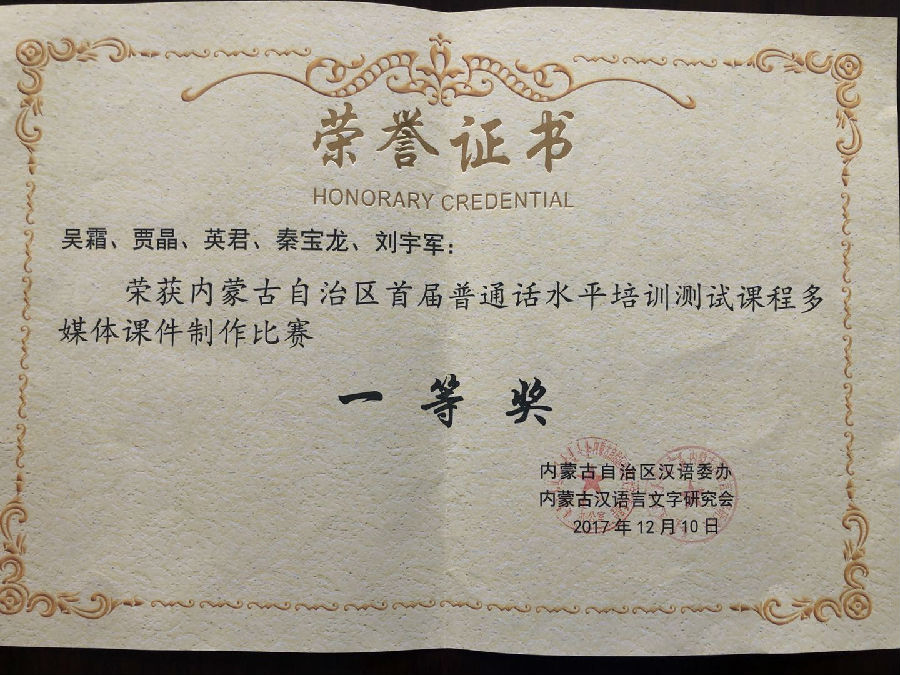 荣誉证书
HONORARY CREDENTIAL
吴霜、贾晶、英君、秦宝龙、刘宇军：
荣获内蒙古自治区首届普通话水平培训测试课程多
媒体课件制作比赛
一等奖
内蒙古自治区汉语委办
内蒙古汉语言文字研究会
2017年12月10日